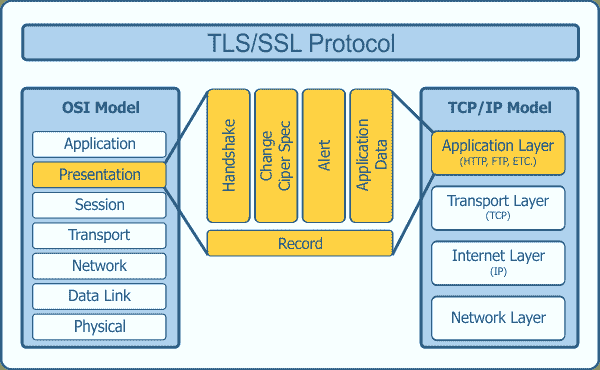 TLS/SSL Protocol
OSI Model
Application
Presentation
Session
Transport
Network
Data Link
Physical
Handshake
Change
Ciper Spec
Alert
Application
Data
Record
TCP/IP Model
Application Layer
(HTTP, FTP, ETC.)
Transport Layer
(TCP)
Internet Layer
(IP)
Network Layer